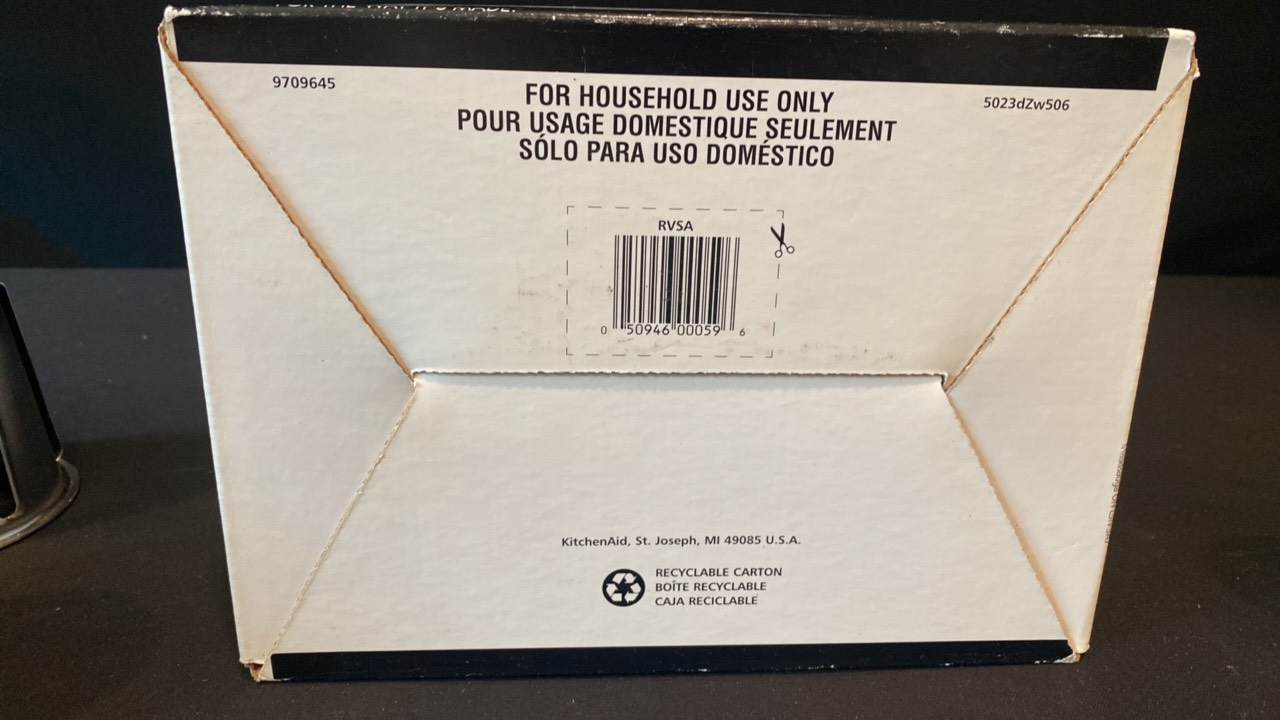 9709645
5023dZw506
FOR HOUSEHOLD USE ONLY
POUR USAGE DOMESTIQUE SEULEMENT
SÓLO PARA USO DOMÉSTICO
RVSA
0 50946 00059 6
KitchenAid, St. Joseph, MI 49085 U.S.A.
RECYCLABLE CARTON
BOÎTE RECYCLABLE
CAJA RECICLABLE